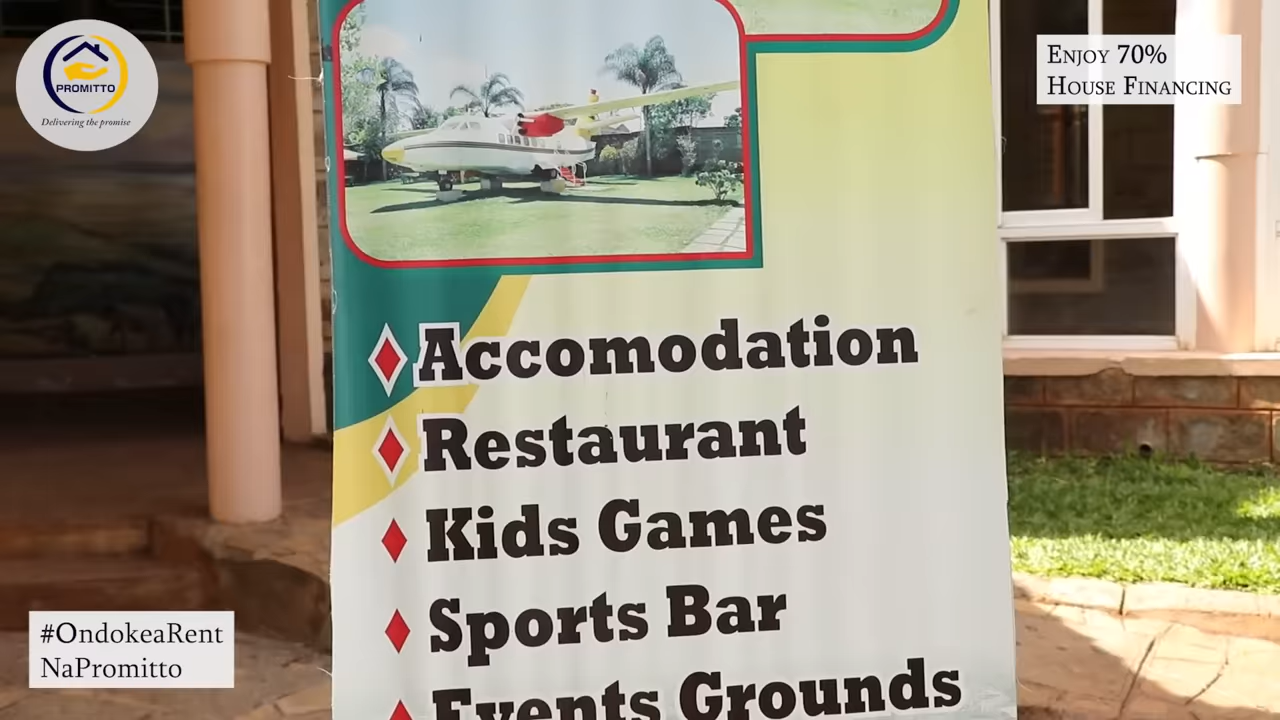 PROMITTO
Delivering the promise
Enjoy 70%
House Financing
Accomodation
Restaurant
Kids Games
Sports Bar
Events Grounds
#OndokeaRent
NaPromitto